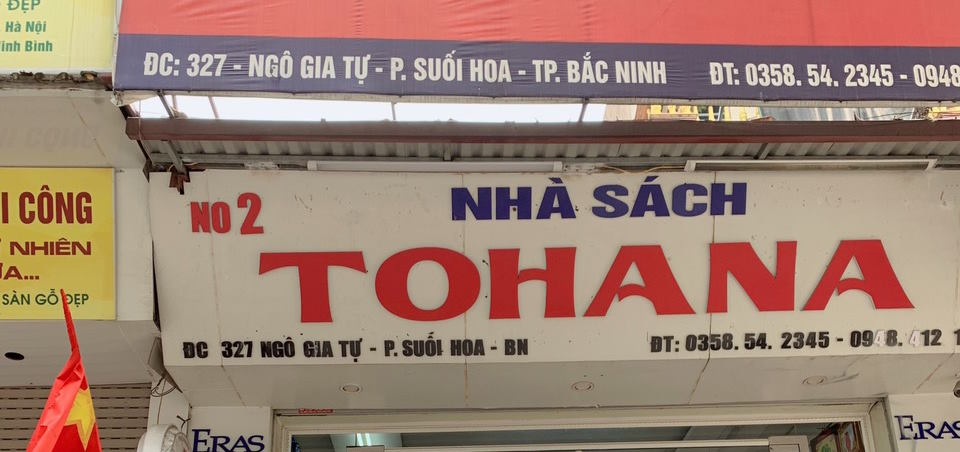 ĐẸP
Hà Nội
ĐC: 327 - NGÔ GIA TỰ - P. SUỐI HOA - TP. BẮC NINH ĐT: 0358. 54. 2345 - 0948
NO 2
NHÀ SÁCH
TOHANA
ĐC 327 NGÔ GIA TỰ - P. SUỐI HOA - BN ĐT: 0358. 54. 2345 - 0948. 412 1
I CÔNG
NHIÊN
SÀN GỖ ĐẸP
ERAS
ERAS